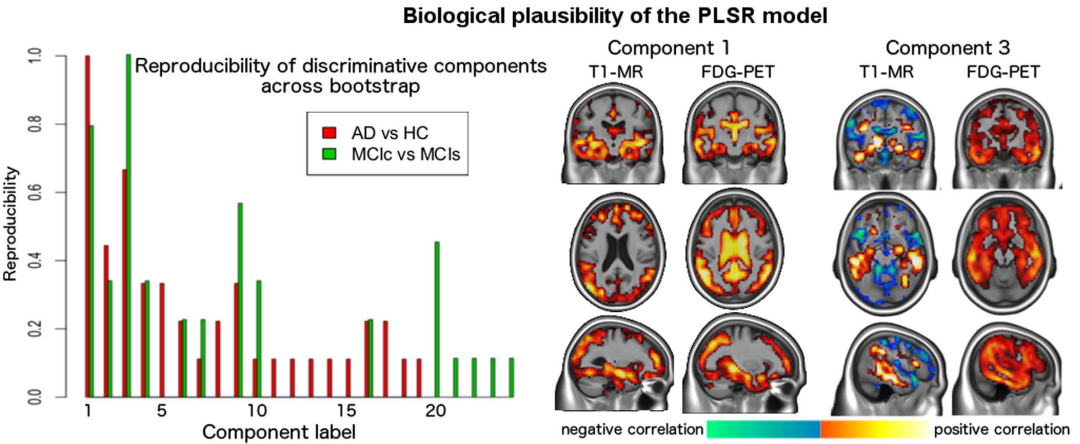 Biological plausibility of the PLSR model
Reproducibility of discriminative components
across bootstrap
AD vs HC
MCIc vs MCIs
Reproducibility
1.0
0.8
0.6
0.4
0.2
0.0
1 5 10 15 20
Component label
Component 1
T1-MR FDG-PET
Component 3
T1-MR FDG-PET
negative correlation positive correlation